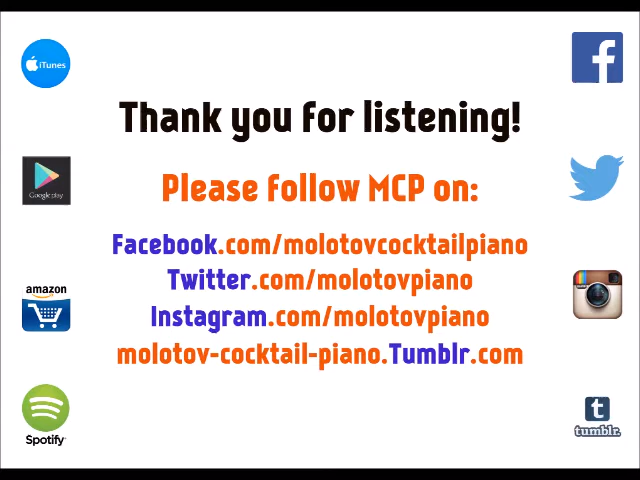 iTunes
Thank you for listening!
Google play
Please follow MCP on:
Facebook.com/molotovcocktailpiano
Twitter.com/molotovpiano
amazon
Instagram.com/molotovpiano
molotov-cocktail-piano.Tumblr.com
Spotify
t
tumblr.